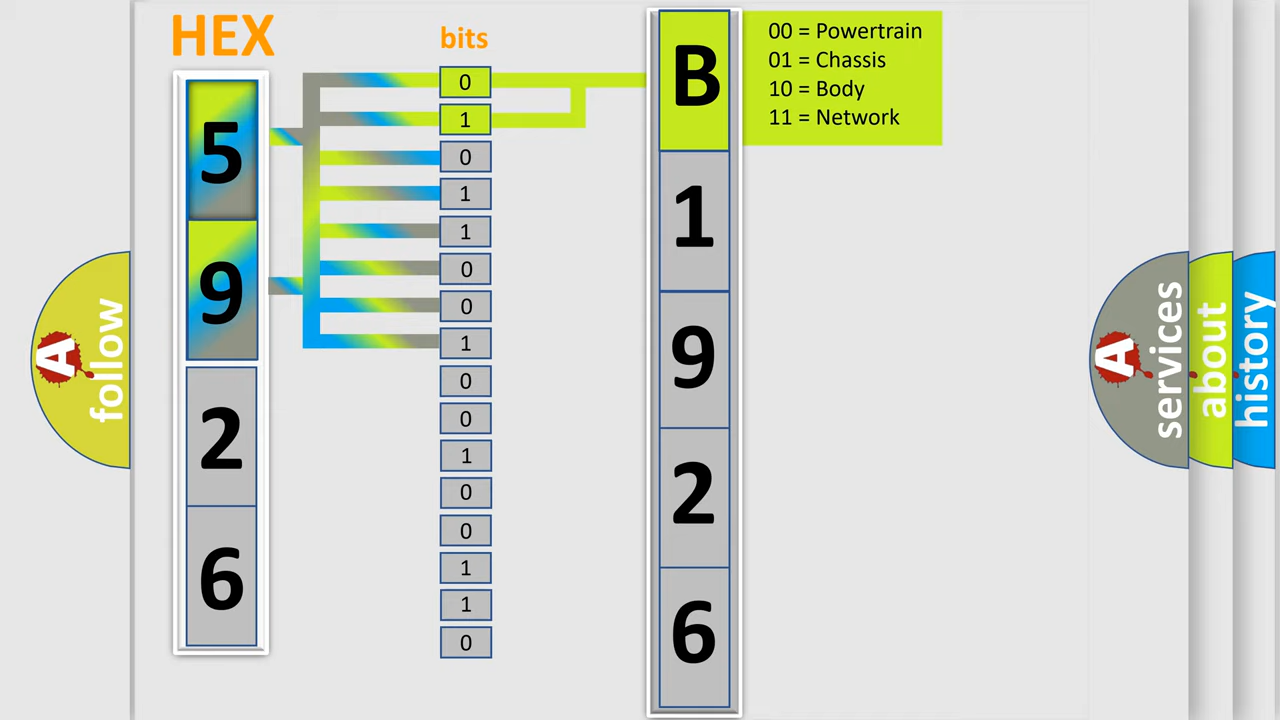 HEX
bits
5
9
2
6
0
1
0
1
1
0
0
1
0
0
1
0
0
1
1
0
B
1
9
2
6
00 = Powertrain
01 = Chassis
10 = Body
11 = Network
A
follow
A
services
about
history